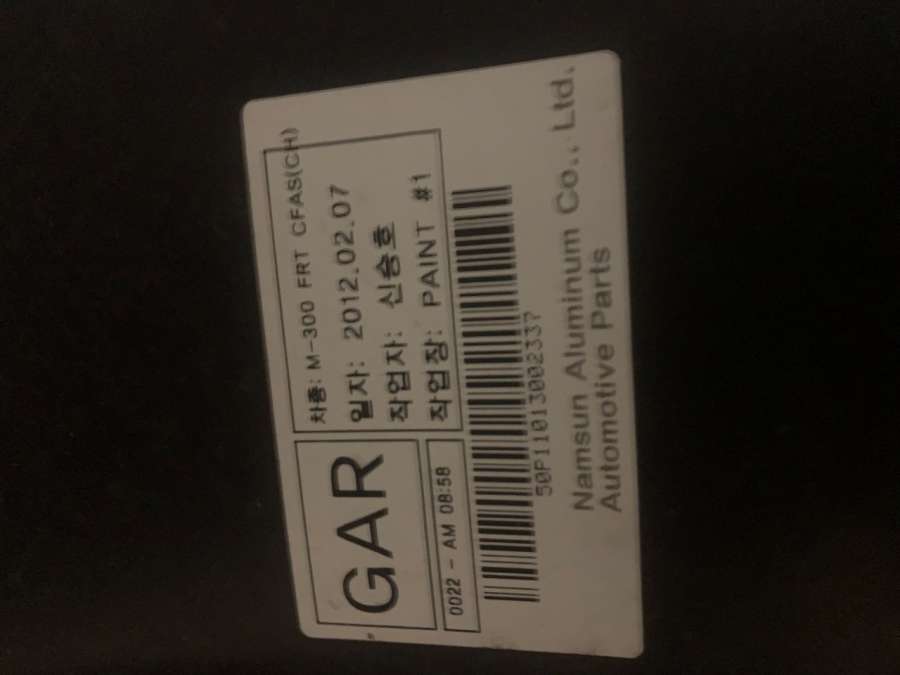 GAR
0022 - AM 08:58
차종: M-300 FRT CFAS(CH)
일자: 2012.02.07
작업자: 신승호
작업장: PAINT #1
50P110130002337
Namsun Aluminum Co., Ltd.
Automotive Parts